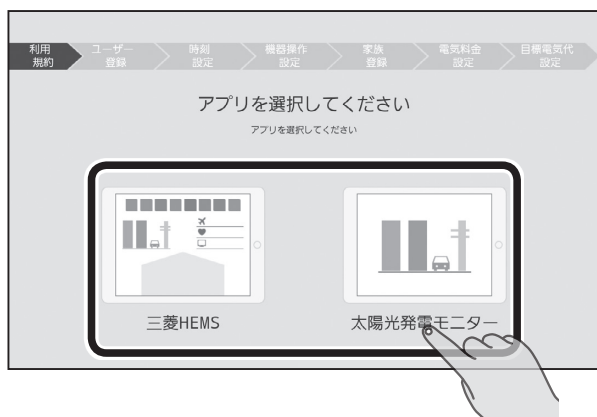 利用
規約
ユーザー
登録
時刻
設定
機器操作
設定
家族
登録
電気料金
設定
目標電気代
設定
アプリを選択してください
アプリを選択してください
三菱HEMS
太陽光発電モニター